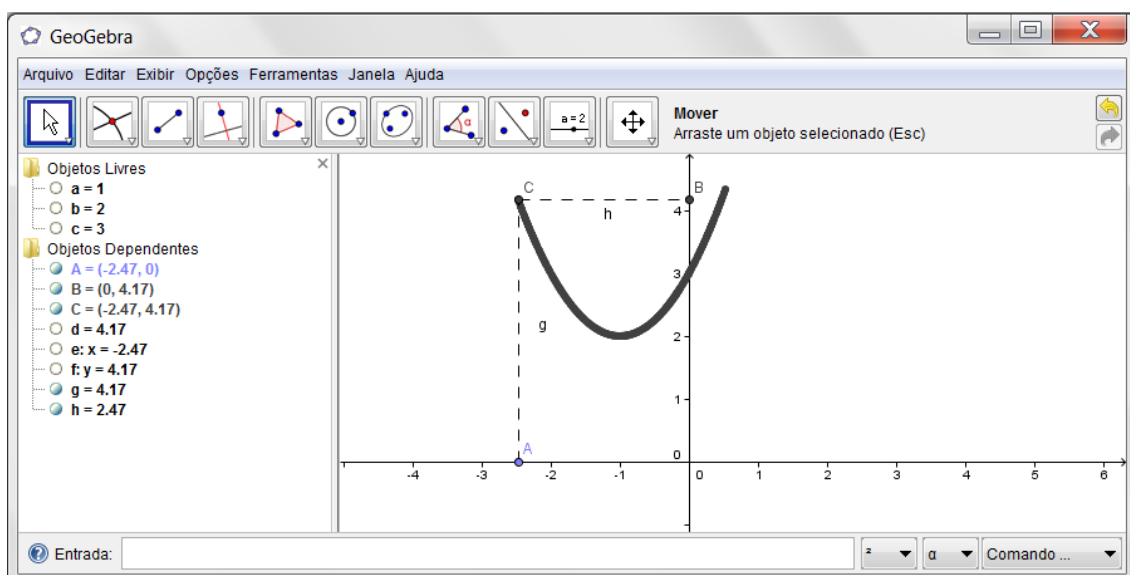 GeoGebra
Arquivo Editar Exibir Opções Ferramentas Janela Ajuda
α
a = 2
Mover
Arraste um objeto selecionado (Esc)
Objetos Livres
a = 1
b = 2
c = 3
Objetos Dependentes
A = (-2.47, 0)
B = (0, 4.17)
C = (-2.47, 4.17)
d = 4.17
e: x = -2.47
f: y = 4.17
g = 4.17
h = 2.47
C
B
h
4
3
g
2
1
0
A
-4 -3 -2 -1 0 1 2 3 4 5 6
Entrada:
² α Comando ...